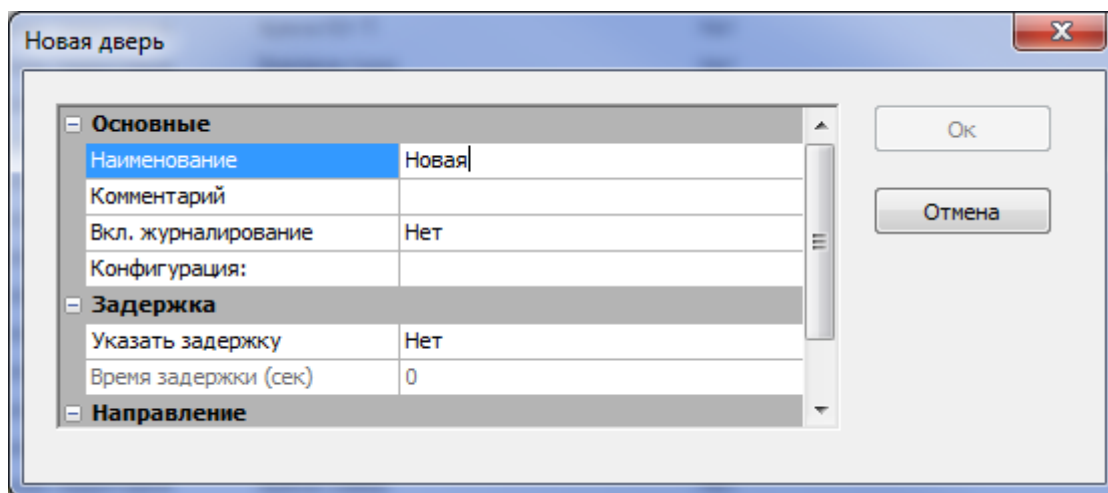 Новая дверь
Основные
Наименование Новая
Комментарий
Вкл. журналирование Нет
Конфигурация:
Задержка
Указать задержку Нет
Время задержки (сек) 0
Направление
Ок
Отмена